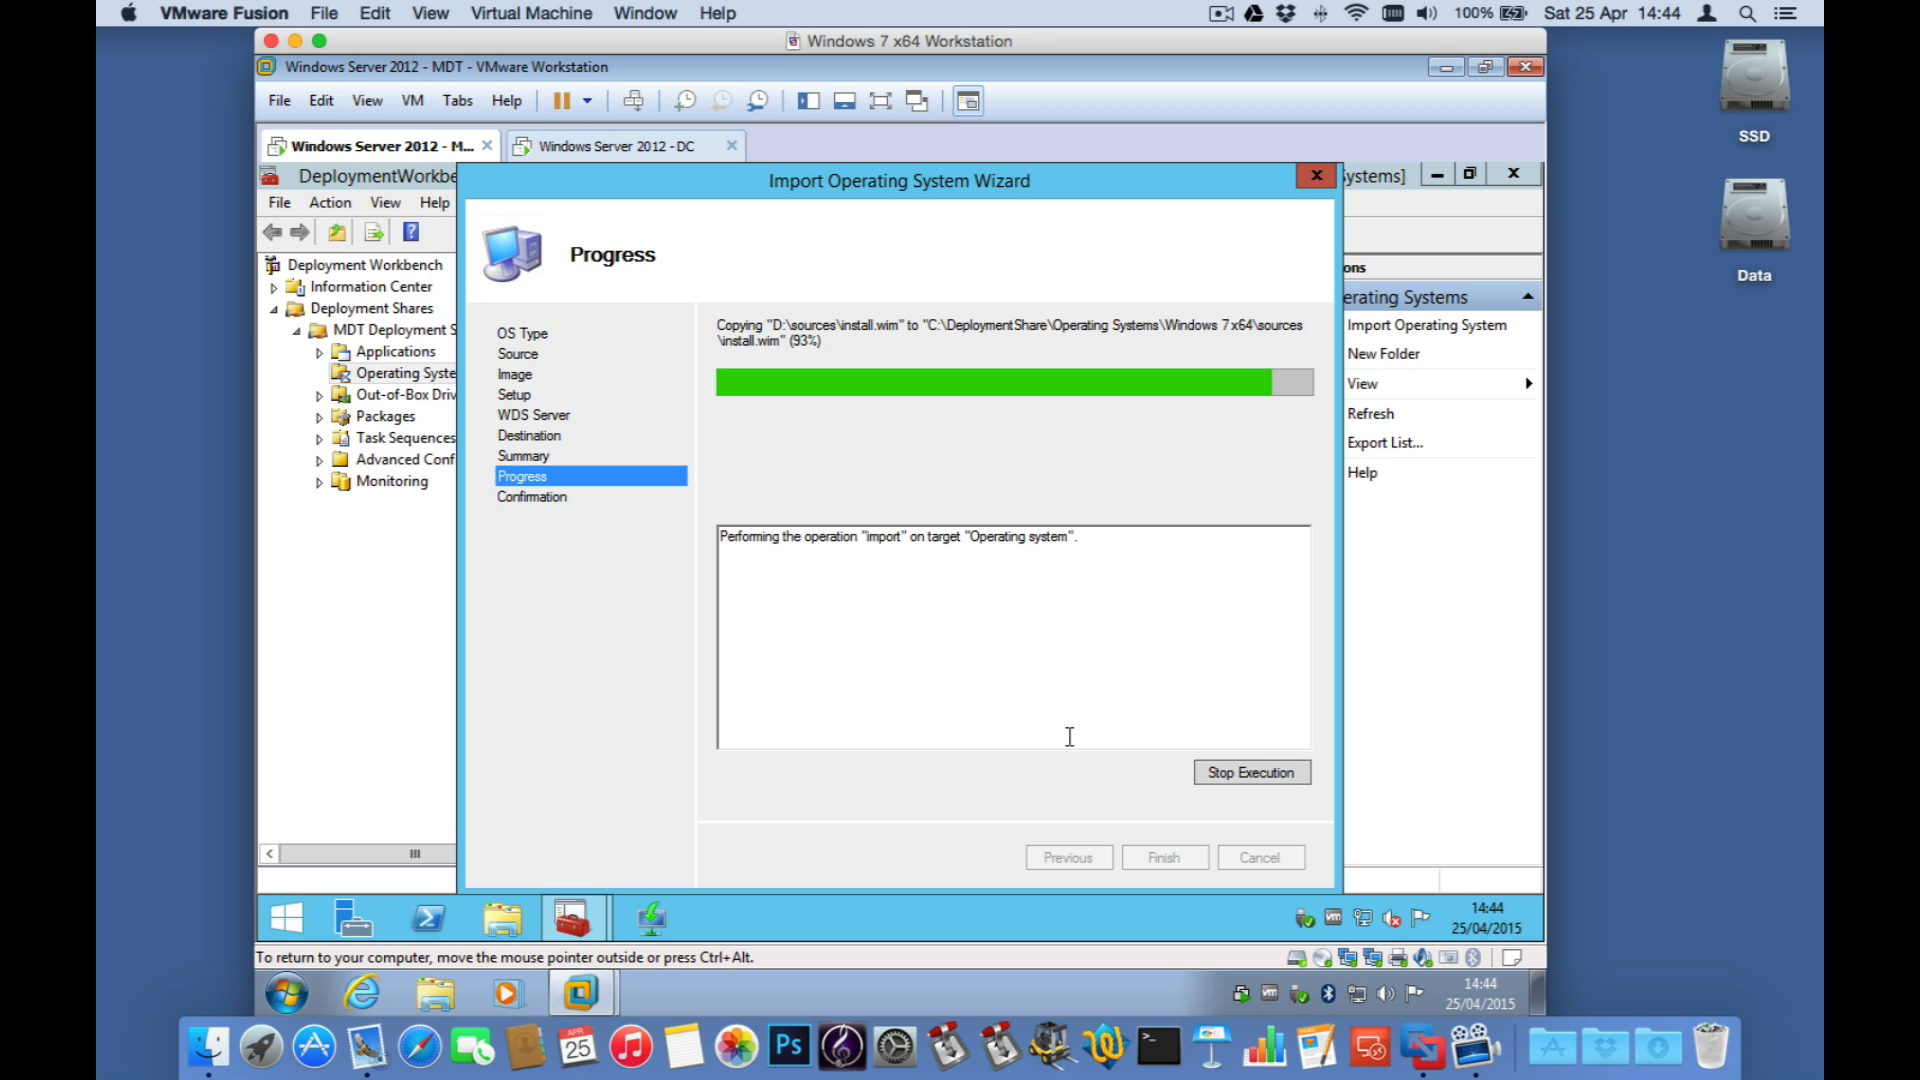 VMware Fusion File Edit View Virtual Machine Window Help 100% Sat 25 Apr 14:44
Windows 7 x64 Workstation
Windows Server 2012 - MDT - VMware Workstation
File Edit View VM Tabs Help
Windows Server 2012 - M... Windows Server 2012 - DC
DeploymentWorkbe Import Operating System Wizard ystems]
File Action View Help
Progress
Deployment Workbench
Information Center
Deployment Shares
MDT Deployment S
Applications
Operating Syste
Out-of-Box Driv
Packages
Task Sequences
Advanced Conf
Monitoring
OS Type
Source
Image
Setup
WDS Server
Destination
Summary
Progress
Confirmation
Copying "D:\sources\install.wim" to "C:\DeploymentShare\Operating Systems\Windows 7 x64\sources
\install.wim" (93%)
Performing the operation "import" on target "Operating system".
Stop Execution
Previous Finish Cancel
ons
erating Systems
Import Operating System
New Folder
View
Refresh
Export List...
Help
SSD
Data
14:44
25/04/2015
To return to your computer, move the mouse pointer outside or press Ctrl+Alt.
14:44
25/04/2015
APR
25
Ps